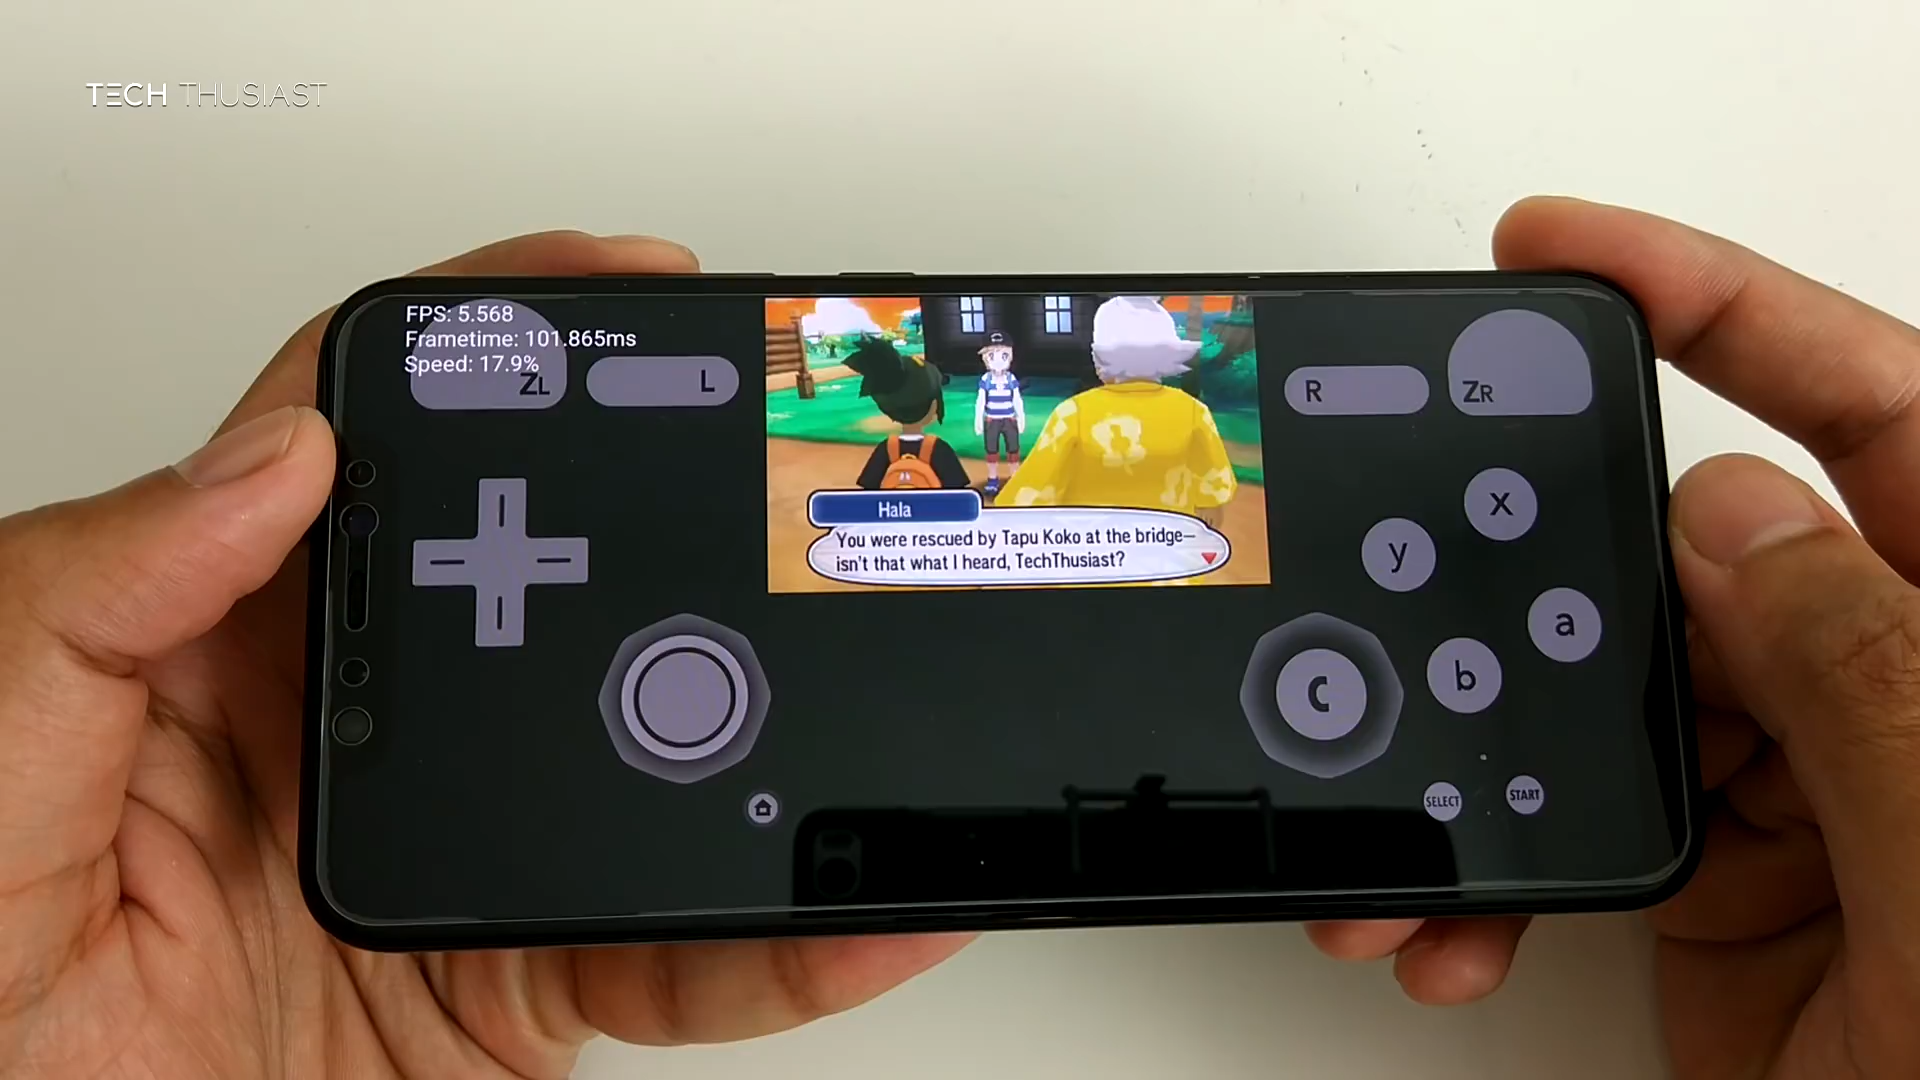 TECH THUSIAST
FPS: 5.568
Frametime: 101.865ms
Speed: 17.9%
ZL
L
R
ZR
Hala
You were rescued by Tapu Koko at the bridge—
isn't that what I heard, TechThusiast?
x
y
a
b
C
SELECT
START